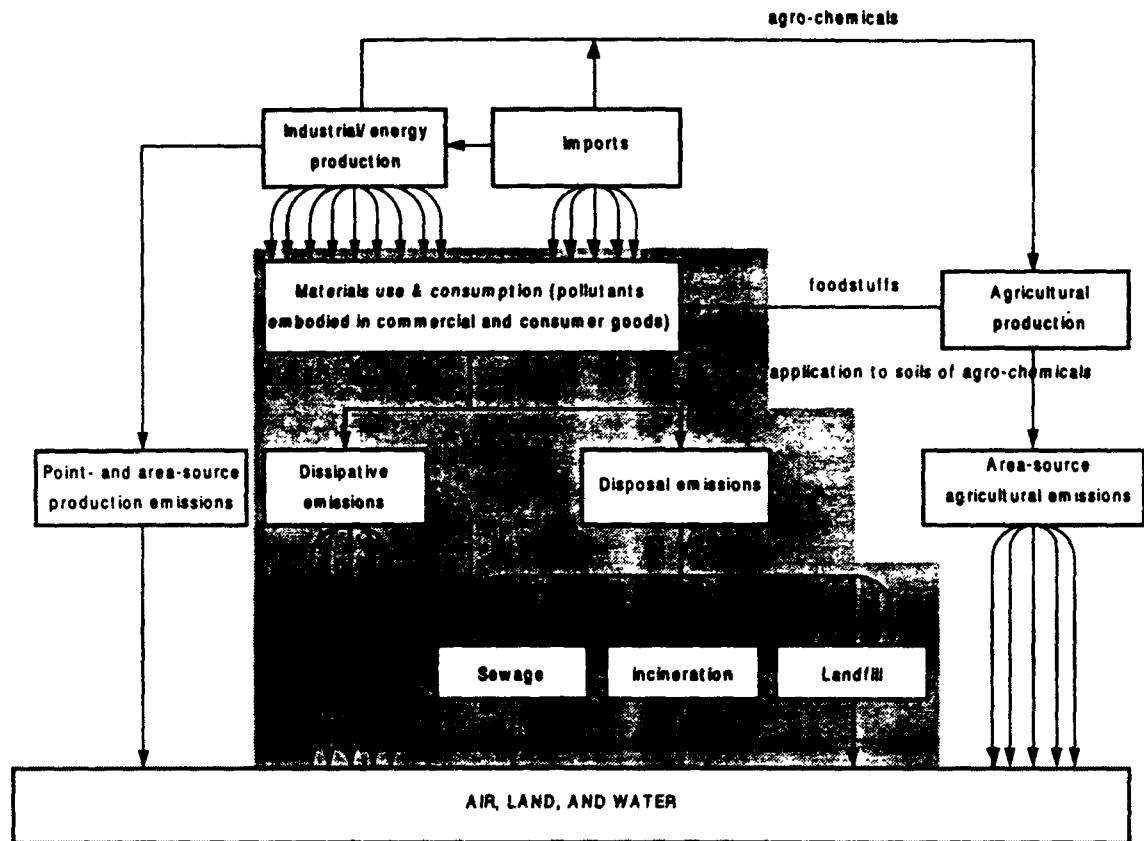 agro-chemicals
Industrial/energy
production
Imports
Materials use & consumption (pollutants
embodied in commercial and consumer goods)
foodstuffs
Agricultural
production
application to soils of agro-chemicals
Point- and area-source
production emissions
Dissipative
emissions
Disposal emissions
Area-source
agricultural emissions
Sewage
Incineration
Landfill
AIR, LAND, AND WATER